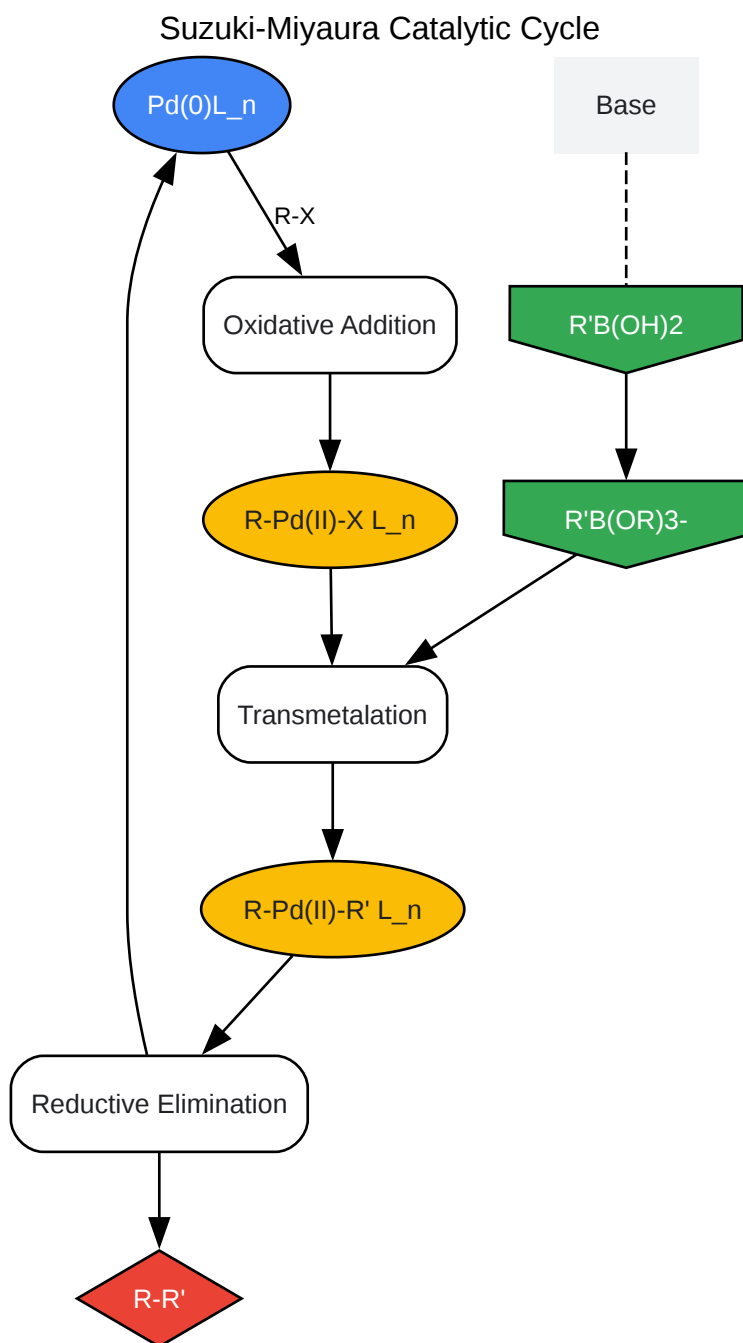 Suzuki-Miyaura Catalytic Cycle
Pd(0)L_n
Base
R-X
Oxidative Addition
R'B(OH)2
R-Pd(II)-X L_n
R'B(OR)3-
Transmetalation
R-Pd(II)-R' L_n
Reductive Elimination
R-R'